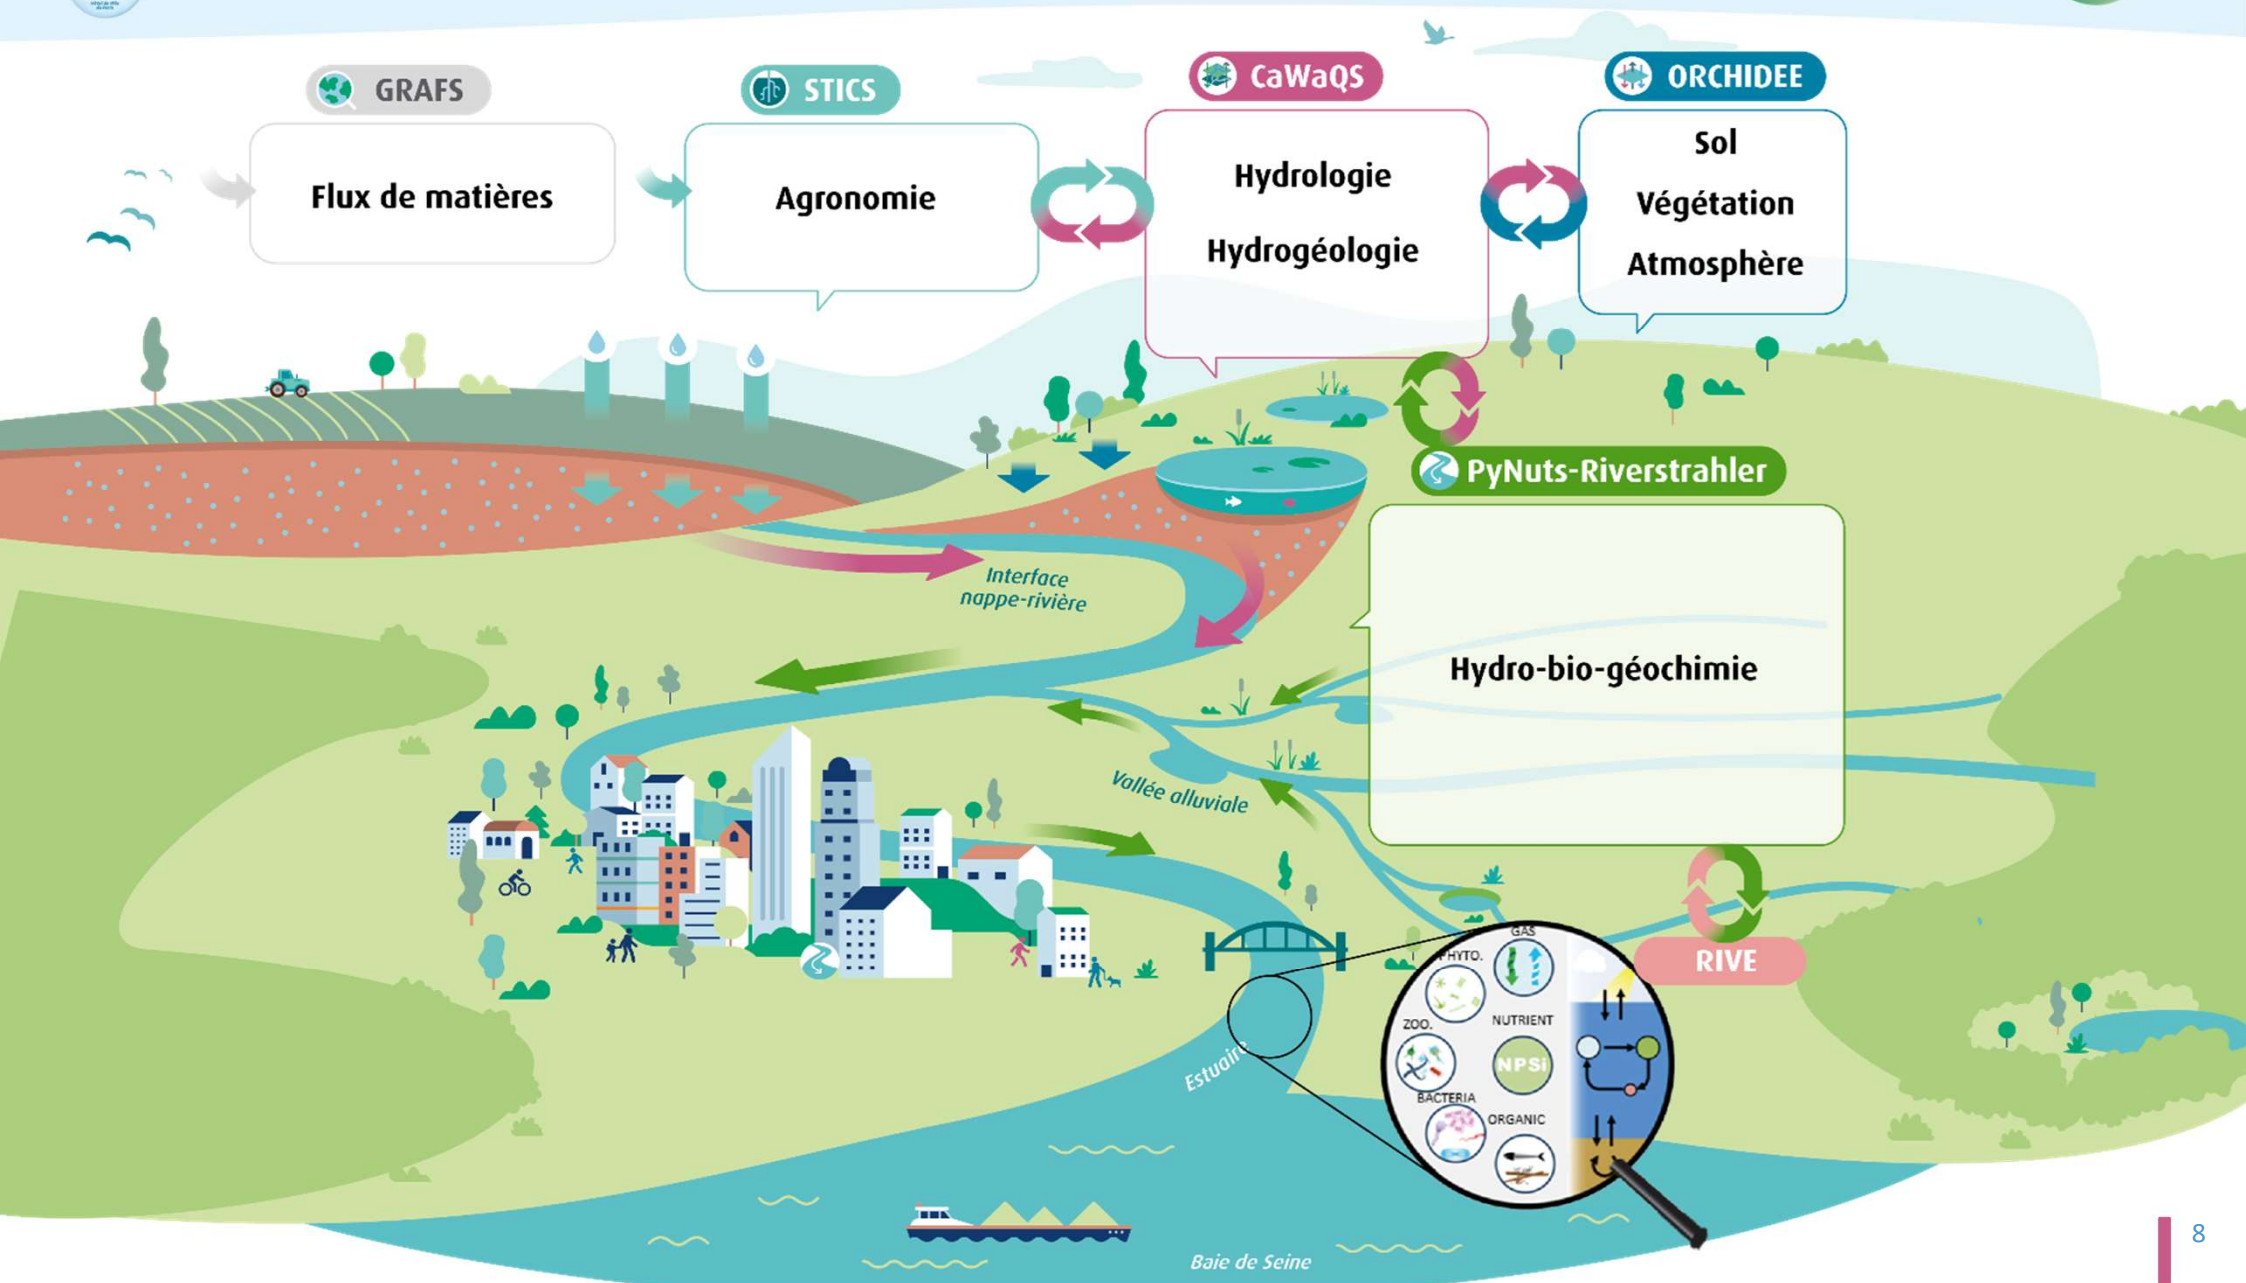 GRAFS
Flux de matières
STICS
Agronomie
CaWaQS
Hydrologie
Hydrogéologie
ORCHIDEE
Sol
Végétation
Atmosphère
PyNuts-Riverstrahler
Hydro-bio-géochimie
Interface
nappe-rivière
Vallée alluviale
RIVE
GAS
PHYTO.
NUTRIENT
ZOO.
NPSi
BACTERIA
ORGANIC
Estuaire
Baie de Seine
8